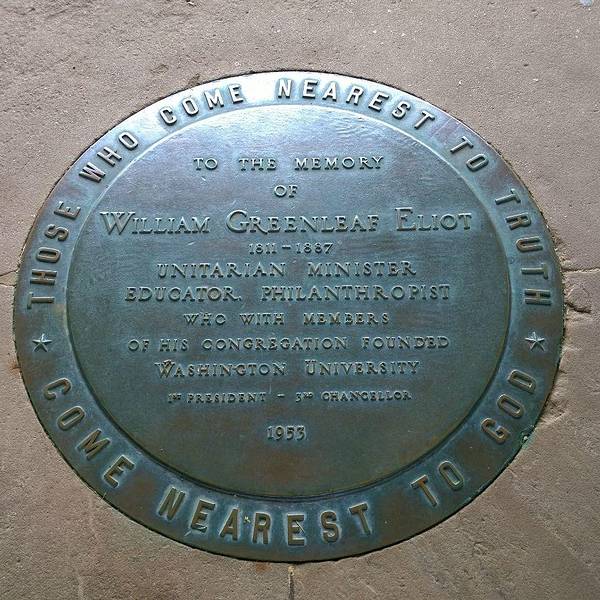 THOSE WHO COME NEAREST TO TRUTH
TO THE MEMORY
OF
WILLIAM GREENLEAF ELIOT
1811-1887
UNITARIAN MINISTER
EDUCATOR, PHILANTHROPIST
WHO WITH MEMBERS
OF HIS CONGREGATION FOUNDED
WASHINGTON UNIVERSITY
1ST PRESIDENT - 3RD CHANCELLOR
1953
COME NEAREST TO GOD